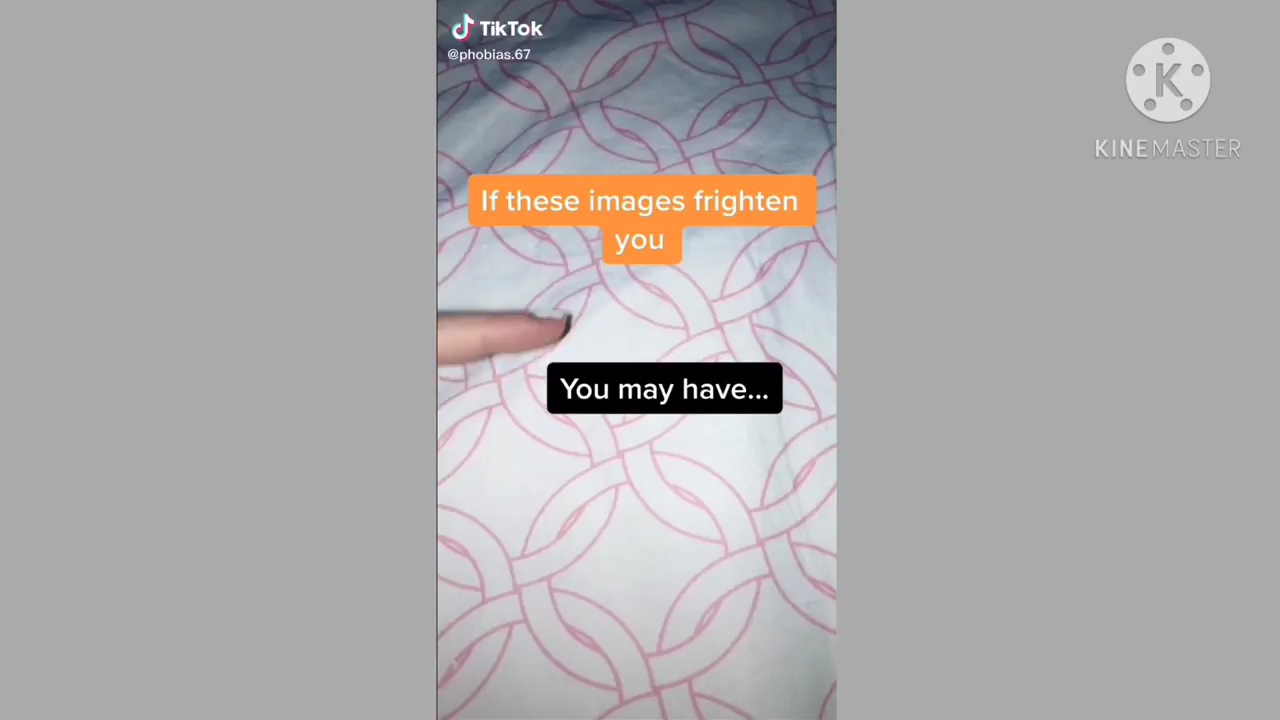 TikTok
@phobias.67
K
KINEMASTER
If these images frighten
you
You may have...